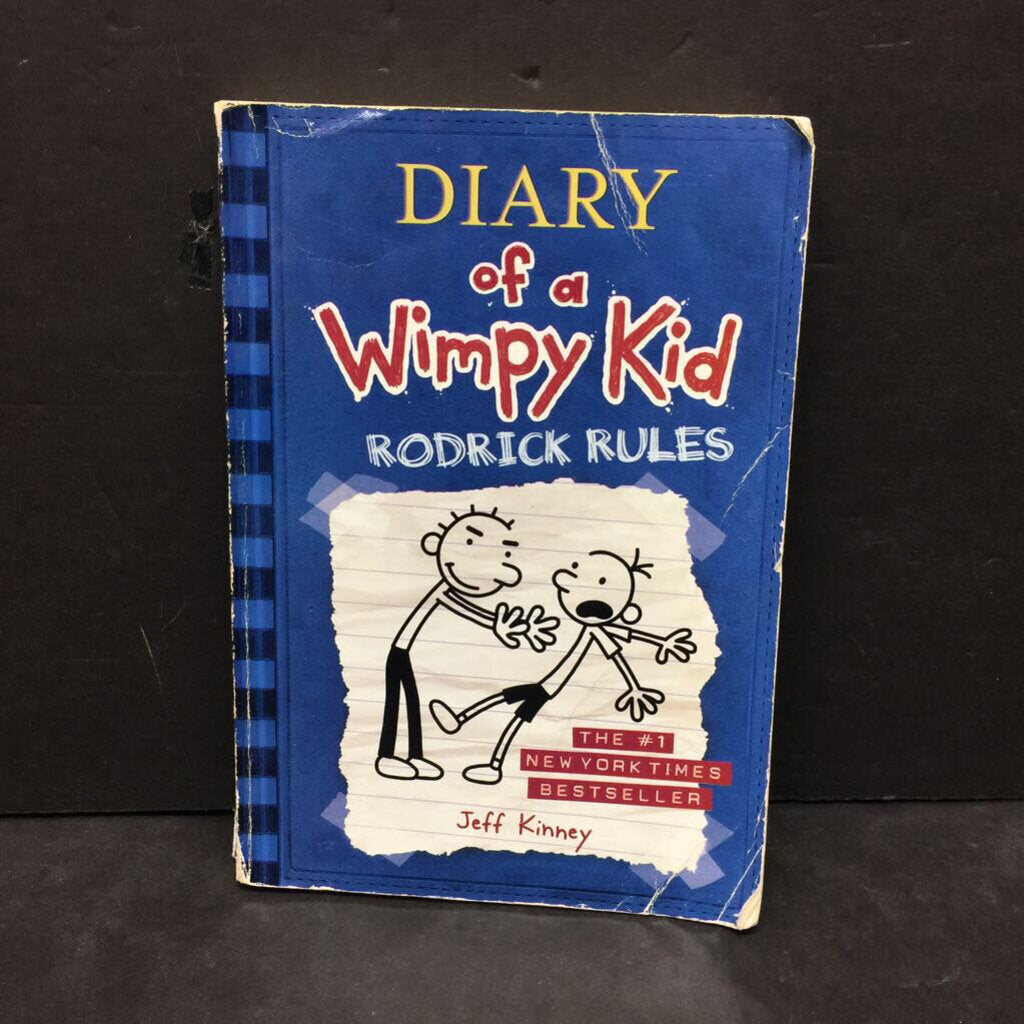 DIARY
of a
Wimpy Kid
RODRICK RULES
THE #1
NEW YORK TIMES
BESTSELLER
Jeff Kinney